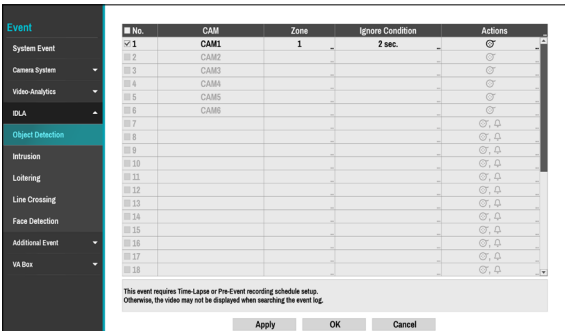 Event
System Event
Camera System
Video-Analytics
IDLA
Object Detection
Intrusion
Loitering
Line Crossing
Face Detection
Additional Event
VA Box
No. CAM Zone Ignore Condition Actions
1 CAM1 1 2 sec.
2 CAM2
3 CAM3
4 CAM4
5 CAM5
6 CAM6
7
8
9
10
11
12
13
14
15
16
17
18
This event requires Time-Lapse or Pre-Event recording schedule setup.
Otherwise, the video may not be displayed when searching the event log.
Apply OK Cancel